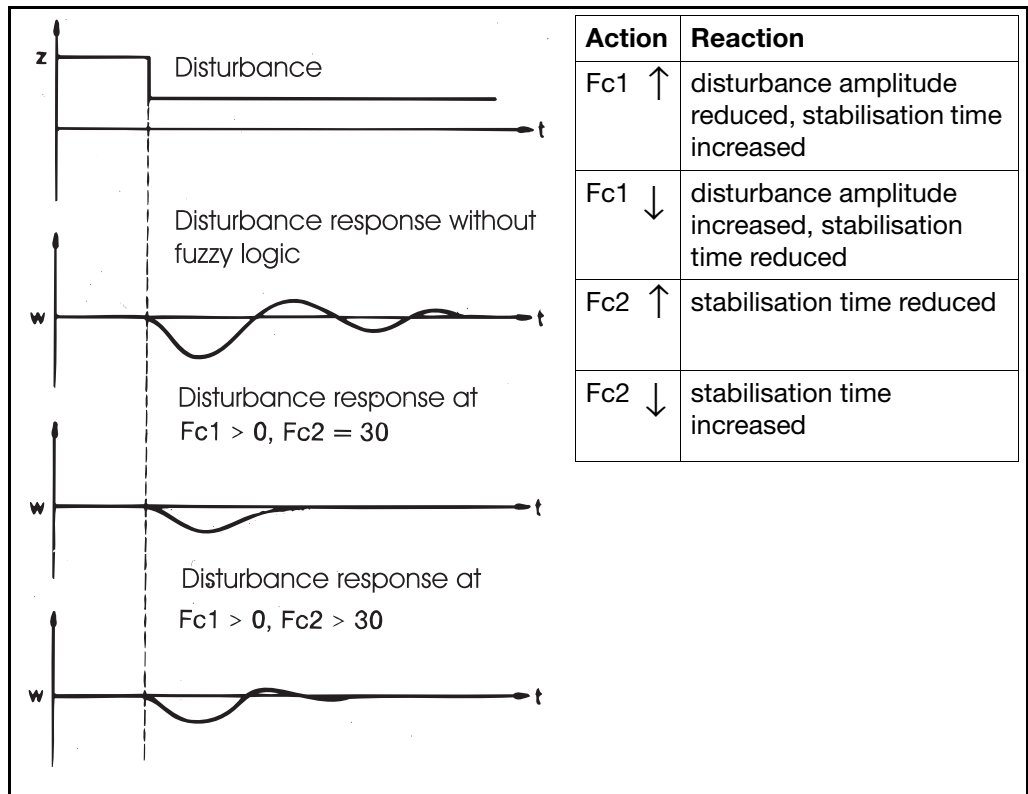 z
Disturbance
t
Disturbance response without
fuzzy logic
w
t
Disturbance response at
Fc1 > 0, Fc2 = 30
w
t
Disturbance response at
Fc1 > 0, Fc2 > 30
w
t
Action Reaction
Fc1 ↑ disturbance amplitude
reduced, stabilisation time
increased
Fc1 ↓ disturbance amplitude
increased, stabilisation
time reduced
Fc2 ↑ stabilisation time reduced
Fc2 ↓ stabilisation time
increased